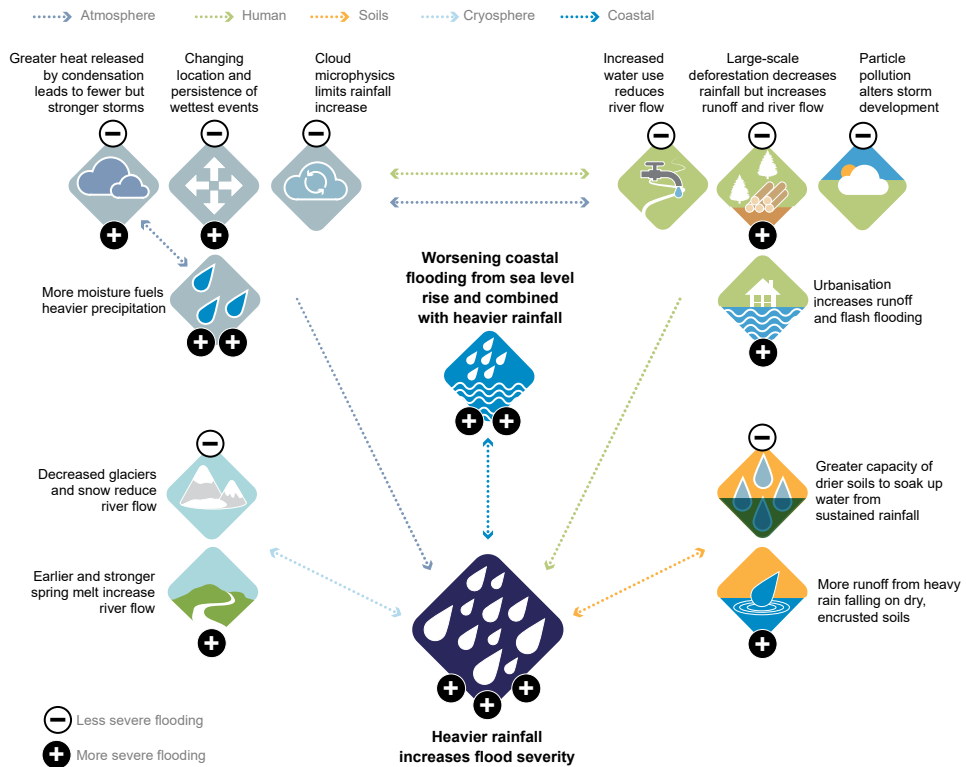 Atmosphere
Human
Soils
Cryosphere
Coastal
Greater heat released
by condensation
leads to fewer but
stronger storms
Changing
location and
persistence of
wettest events
Cloud
microphysics
limits rainfall
increase
Increased
water use
reduces
river flow
Large-scale
deforestation decreases
rainfall but increases
runoff and river flow
Particle
pollution
alters storm
development
More moisture fuels
heavier precipitation
Worsening coastal
flooding from sea level
rise and combined
with heavier rainfall
Urbanisation
increases runoff
and flash flooding
Decreased glaciers
and snow reduce
river flow
Greater capacity of
drier soils to soak up
water from
sustained rainfall
Earlier and stronger
spring melt increase
river flow
More runoff from heavy
rain falling on dry,
encrusted soils
Less severe flooding
More severe flooding
Heavier rainfall
increases flood severity